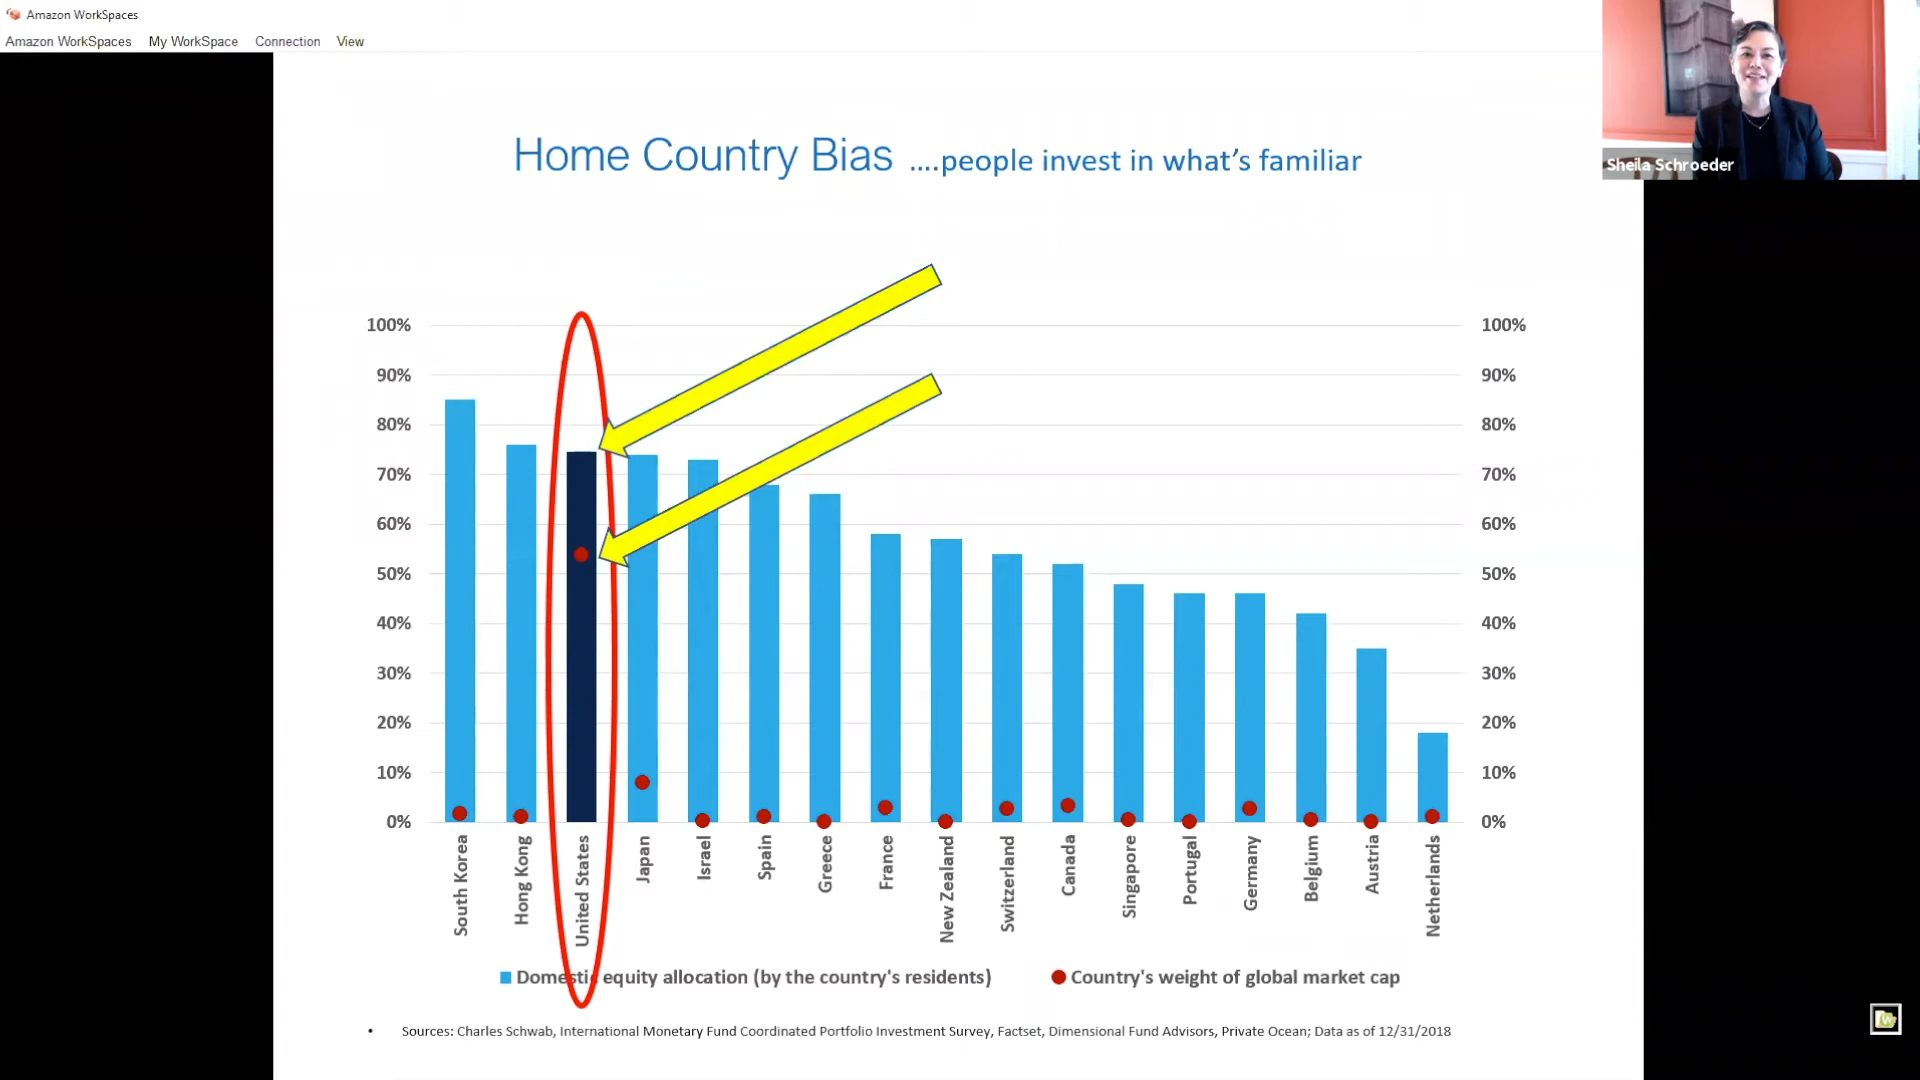 Amazon WorkSpaces
Amazon WorkSpaces My WorkSpace Connection View
Sheila Schroeder
Home Country Bias ....people invest in what's familiar
100% 100%
90% 90%
80% 80%
70% 70%
60% 60%
50% 50%
40% 40%
30% 30%
20% 20%
10% 10%
0% 0%
South Korea
Hong Kong
United States
Japan
Israel
Spain
Greece
France
New Zealand
Switzerland
Canada
Singapore
Portugal
Germany
Belgium
Austria
Netherlands
Domestic equity allocation (by the country's residents) Country's weight of global market cap
• Sources: Charles Schwab, International Monetary Fund Coordinated Portfolio Investment Survey, Factset, Dimensional Fund Advisors, Private Ocean; Data as of 12/31/2018